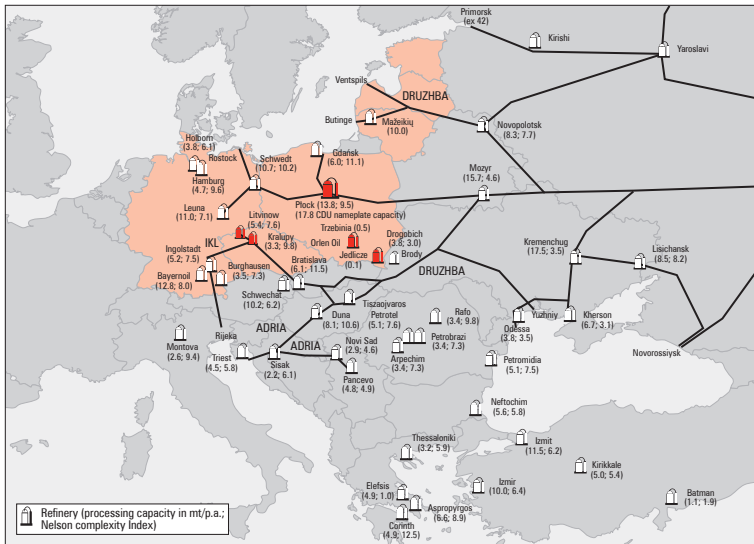 Primorsk
(ex 42)
Kirishi
Yaroslavi
Ventspils
DRUZHBA
Butinge
Mažeikių
(10.0)
Novopolotsk
(8.3; 7.7)
Holborn
(3.8; 6.1)
Rostock
Hamburg
(4.7; 9.6)
Schwedt
(10.7; 10.2)
Gdańsk
(6.0; 11.1)
Mozyr
(15.7; 4.6)
Leuna
(11.0; 7.1)
Plock (13.8; 9.5)
(17.8 CDU nameplate capacity)
Litvinow
(5.4; 7.6)
Trzebinia (0.5)
Orlen Oil
Drogobich
(3.8; 3.0)
Kralupy
(3.3; 9.8)
Jedlicze
(0.1)
Brody
Kremenchug
(17.5; 3.5)
Lisichansk
(8.5; 8.2)
IKL
Ingolstadt
(5.2; 7.5)
Bratislava
(6.1; 11.5)
DRUZHBA
Burghausen
(3.5; 7.3)
Bayernoil
(12.8; 8.0)
Schwechat
(10.2; 6.2)
Tiszaojvaros
Duna
(8.1; 10.6)
Petrotel
(5.1; 7.6)
Rafo
(3.4; 9.8)
Yuzhniy
Kherson
(6.7; 3.1)
Odessa
(3.8; 3.5)
Novorossiysk
ADRIA
ADRIA
Rijeka
Montova
(2.6; 9.4)
Triest
(4.5; 5.8)
Sisak
(2.2; 6.1)
Novi Sad
(2.9; 4.6)
Petrobrazi
(3.4; 7.3)
Arpechim
(3.4; 7.3)
Pancevo
(4.8; 4.9)
Petromidia
(5.1; 7.5)
Neftochim
(5.6; 5.8)
Thessaloniki
(3.2; 5.9)
Izmit
(11.5; 6.2)
Kirikkale
(5.0; 5.4)
Elefsis
(4.9; 1.0)
Izmir
(10.0; 6.4)
Batman
(1.1; 1.9)
Aspropyrgos
(6.6; 8.9)
Corinth
(4.9; 12.5)
Refinery (processing capacity in mt/p.a.;
Nelson complexity Index)